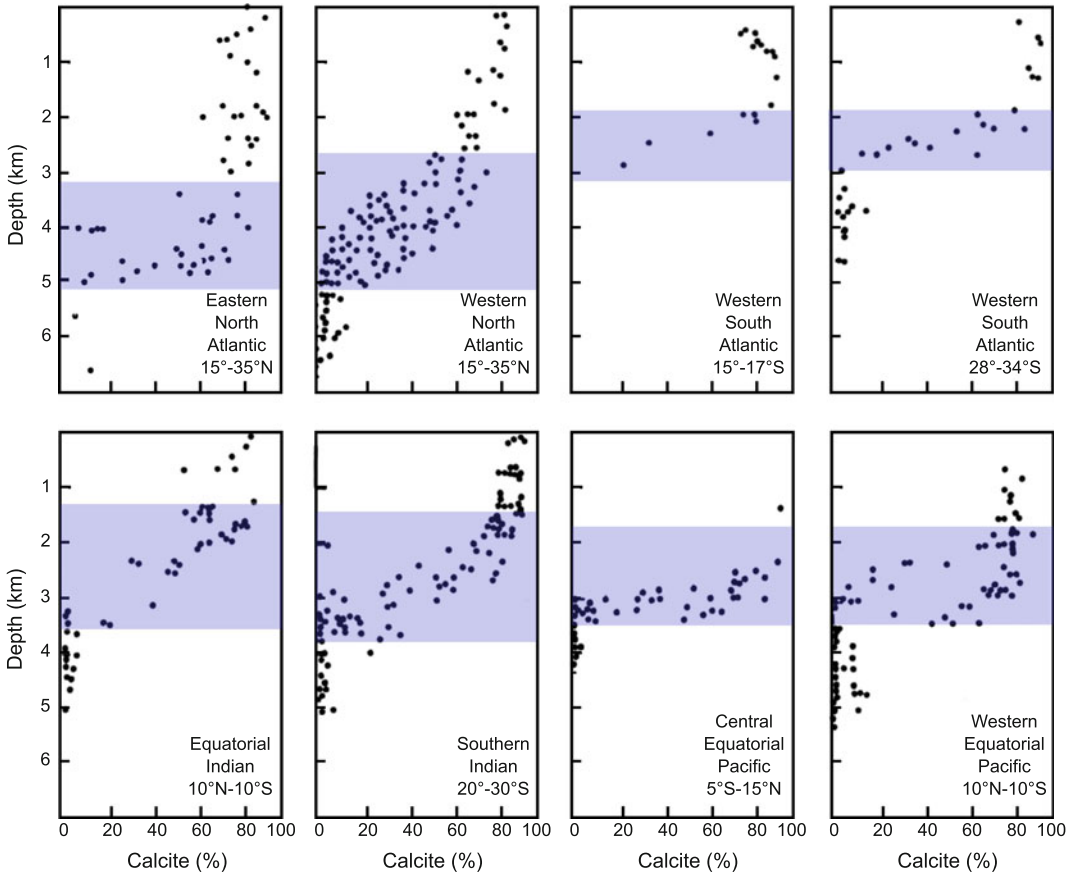 Depth (km)
1
2
3
4
5
6
Eastern
North
Atlantic
15°-35°N
Western
North
Atlantic
15°-35°N
Western
South
Atlantic
15°-17°S
Western
South
Atlantic
28°-34°S
Depth (km)
1
2
3
4
5
6
Equatorial
Indian
10°N-10°S
Southern
Indian
20°-30°S
Central
Equatorial
Pacific
5°S-15°N
Western
Equatorial
Pacific
10°N-10°S
0 20 40 60 80 100
0 20 40 60 80 100
0 20 40 60 80 100
0 20 40 60 80 100
Calcite (%)
Calcite (%)
Calcite (%)
Calcite (%)